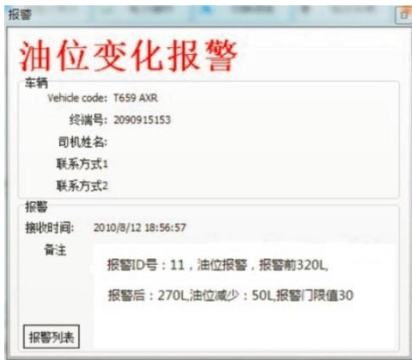 报警
油位变化报警
车辆
Vehicle code: T659 AXR
终端号: 2090915153
司机姓名:
联系方式1
联系方式2
报警
接收时间: 2010/8/12 18:56:57
备注
报警ID号：11，油位报警，报警前320L,
报警后：270L,油位减少：50L,报警门限值30
报警列表